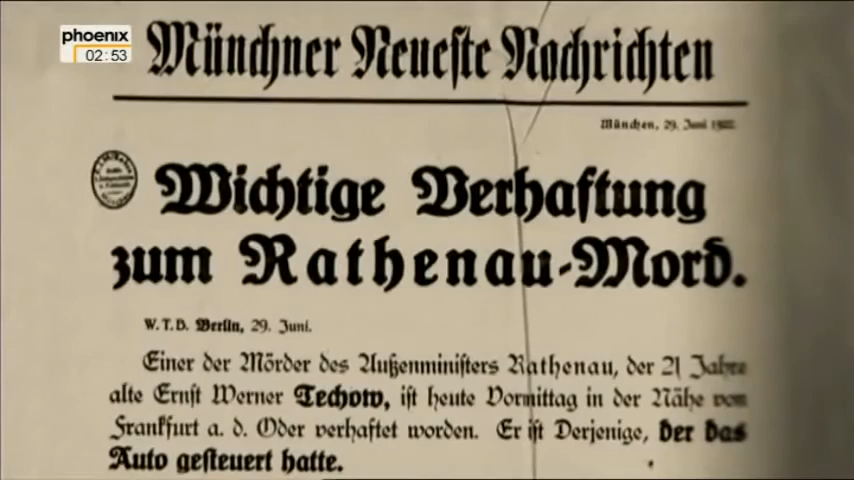 phoenix
02:53
Münchner Neueste Nachrichten
München, 29. Juni 1922.
Wichtige Verhaftung
zum Rathenau-Mord.
W.T.B. Berlin, 29. Juni.
Einer der Mörder des Außenministers Rathenau, der 21 Jahre
alte Ernst Werner Techow, ist heute Vormittag in der Nähe von
Frankfurt a. d. Oder verhaftet worden. Er ist Derjenige, der das
Auto gesteuert hatte.